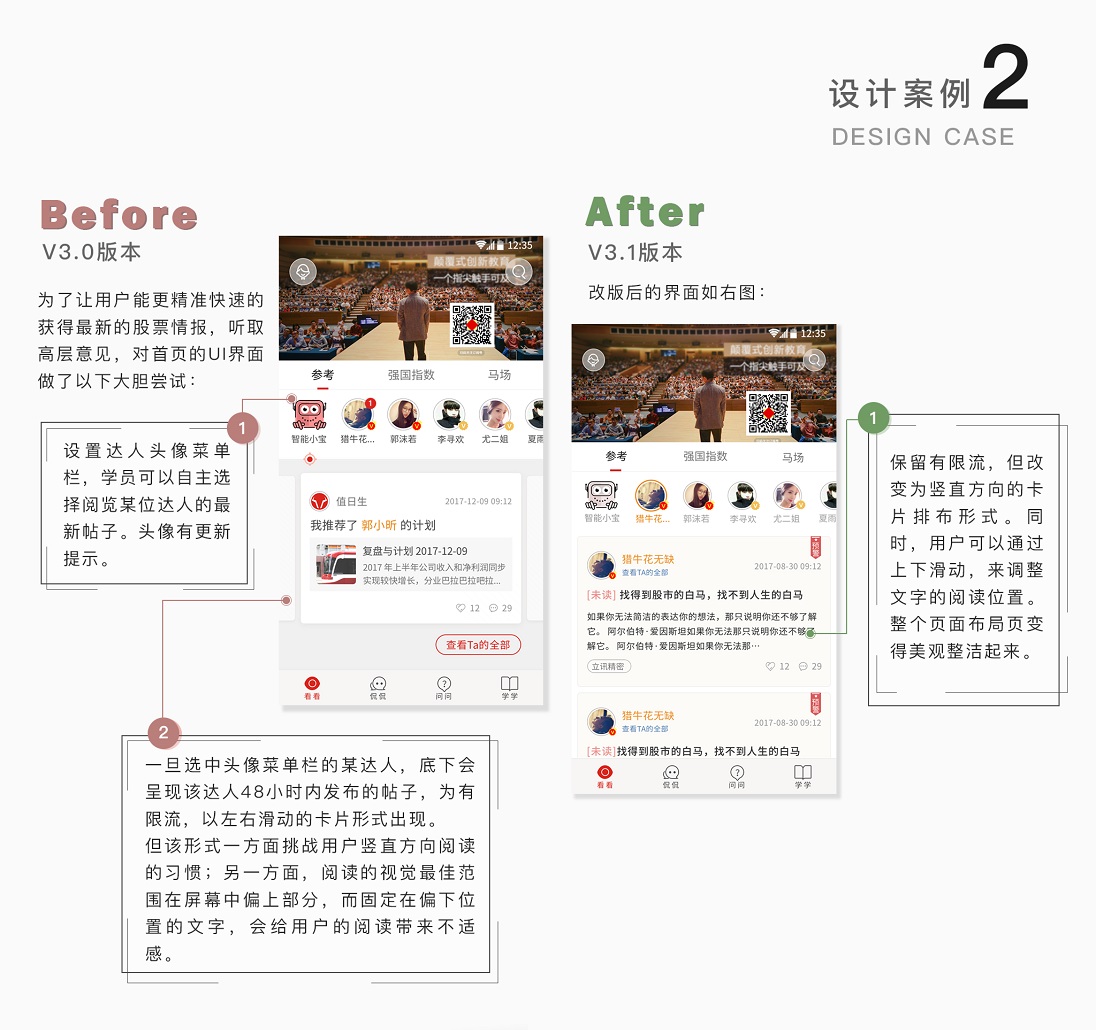 设计案例2
DESIGN CASE
Before
V3.0版本
为了让用户能更精准快速的
获得最新的股票情报，听取
高层意见，对首页的UI界面
做了以下大胆尝试：
1
设置达人头像菜单
栏，学员可以自主选
择阅览某位达人的最
新帖子。头像有更新
提示。
12:35
颠覆式创新教育
一个指尖触手可及
参考 强国指数 马场
1
智能小宝 猎牛花... 郭沫若 李寻欢 尤二姐 夏雨
值日生 2017-12-09 09:12
我推荐了 郭小昕 的计划
复盘与计划 2017-12-09
2017 年上半年公司收入和净利润同步
实现较快增长，分业巴拉巴拉吧拉...
12 29
查看Ta的全部
看看 侃侃 问问 学学
2
一旦选中头像菜单栏的某达人，底下会
呈现该达人48小时内发布的帖子，为有
限流，以左右滑动的卡片形式出现。
但该形式一方面挑战用户竖直方向阅读
的习惯；另一方面，阅读的视觉最佳范
围在屏幕中偏上部分，而固定在偏下位
置的文字，会给用户的阅读带来不适
感。
After
V3.1版本
改版后的界面如右图：
12:35
颠覆式创新教育
一个指尖触手可及
参考 强国指数 马场
智能小宝 猎牛花... 郭沫若 李寻欢 尤二姐 夏雨
预警
猎牛花无缺
查看TA的全部 2017-08-30 09:12
[未读] 找得到股市的白马，找不到人生的白马
如果你无法简洁的表达你的想法，那只说明你还不够了解
它。 阿尔伯特·爱因斯坦如果你无法那只说明你还不够了
解它。 阿尔伯特·爱因斯坦如果你无法那…
立讯精密 12 29
预警
猎牛花无缺
查看TA的全部 2017-08-30 09:12
[未读]找得到股市的白马，找不到人生的白马
看看 侃侃 问问 学学
1
保留有限流，但改
变为竖直方向的卡
片排布形式。同
时，用户可以通过
上下滑动，来调整
文字的阅读位置。
整个页面布局页变
得美观整洁起来。